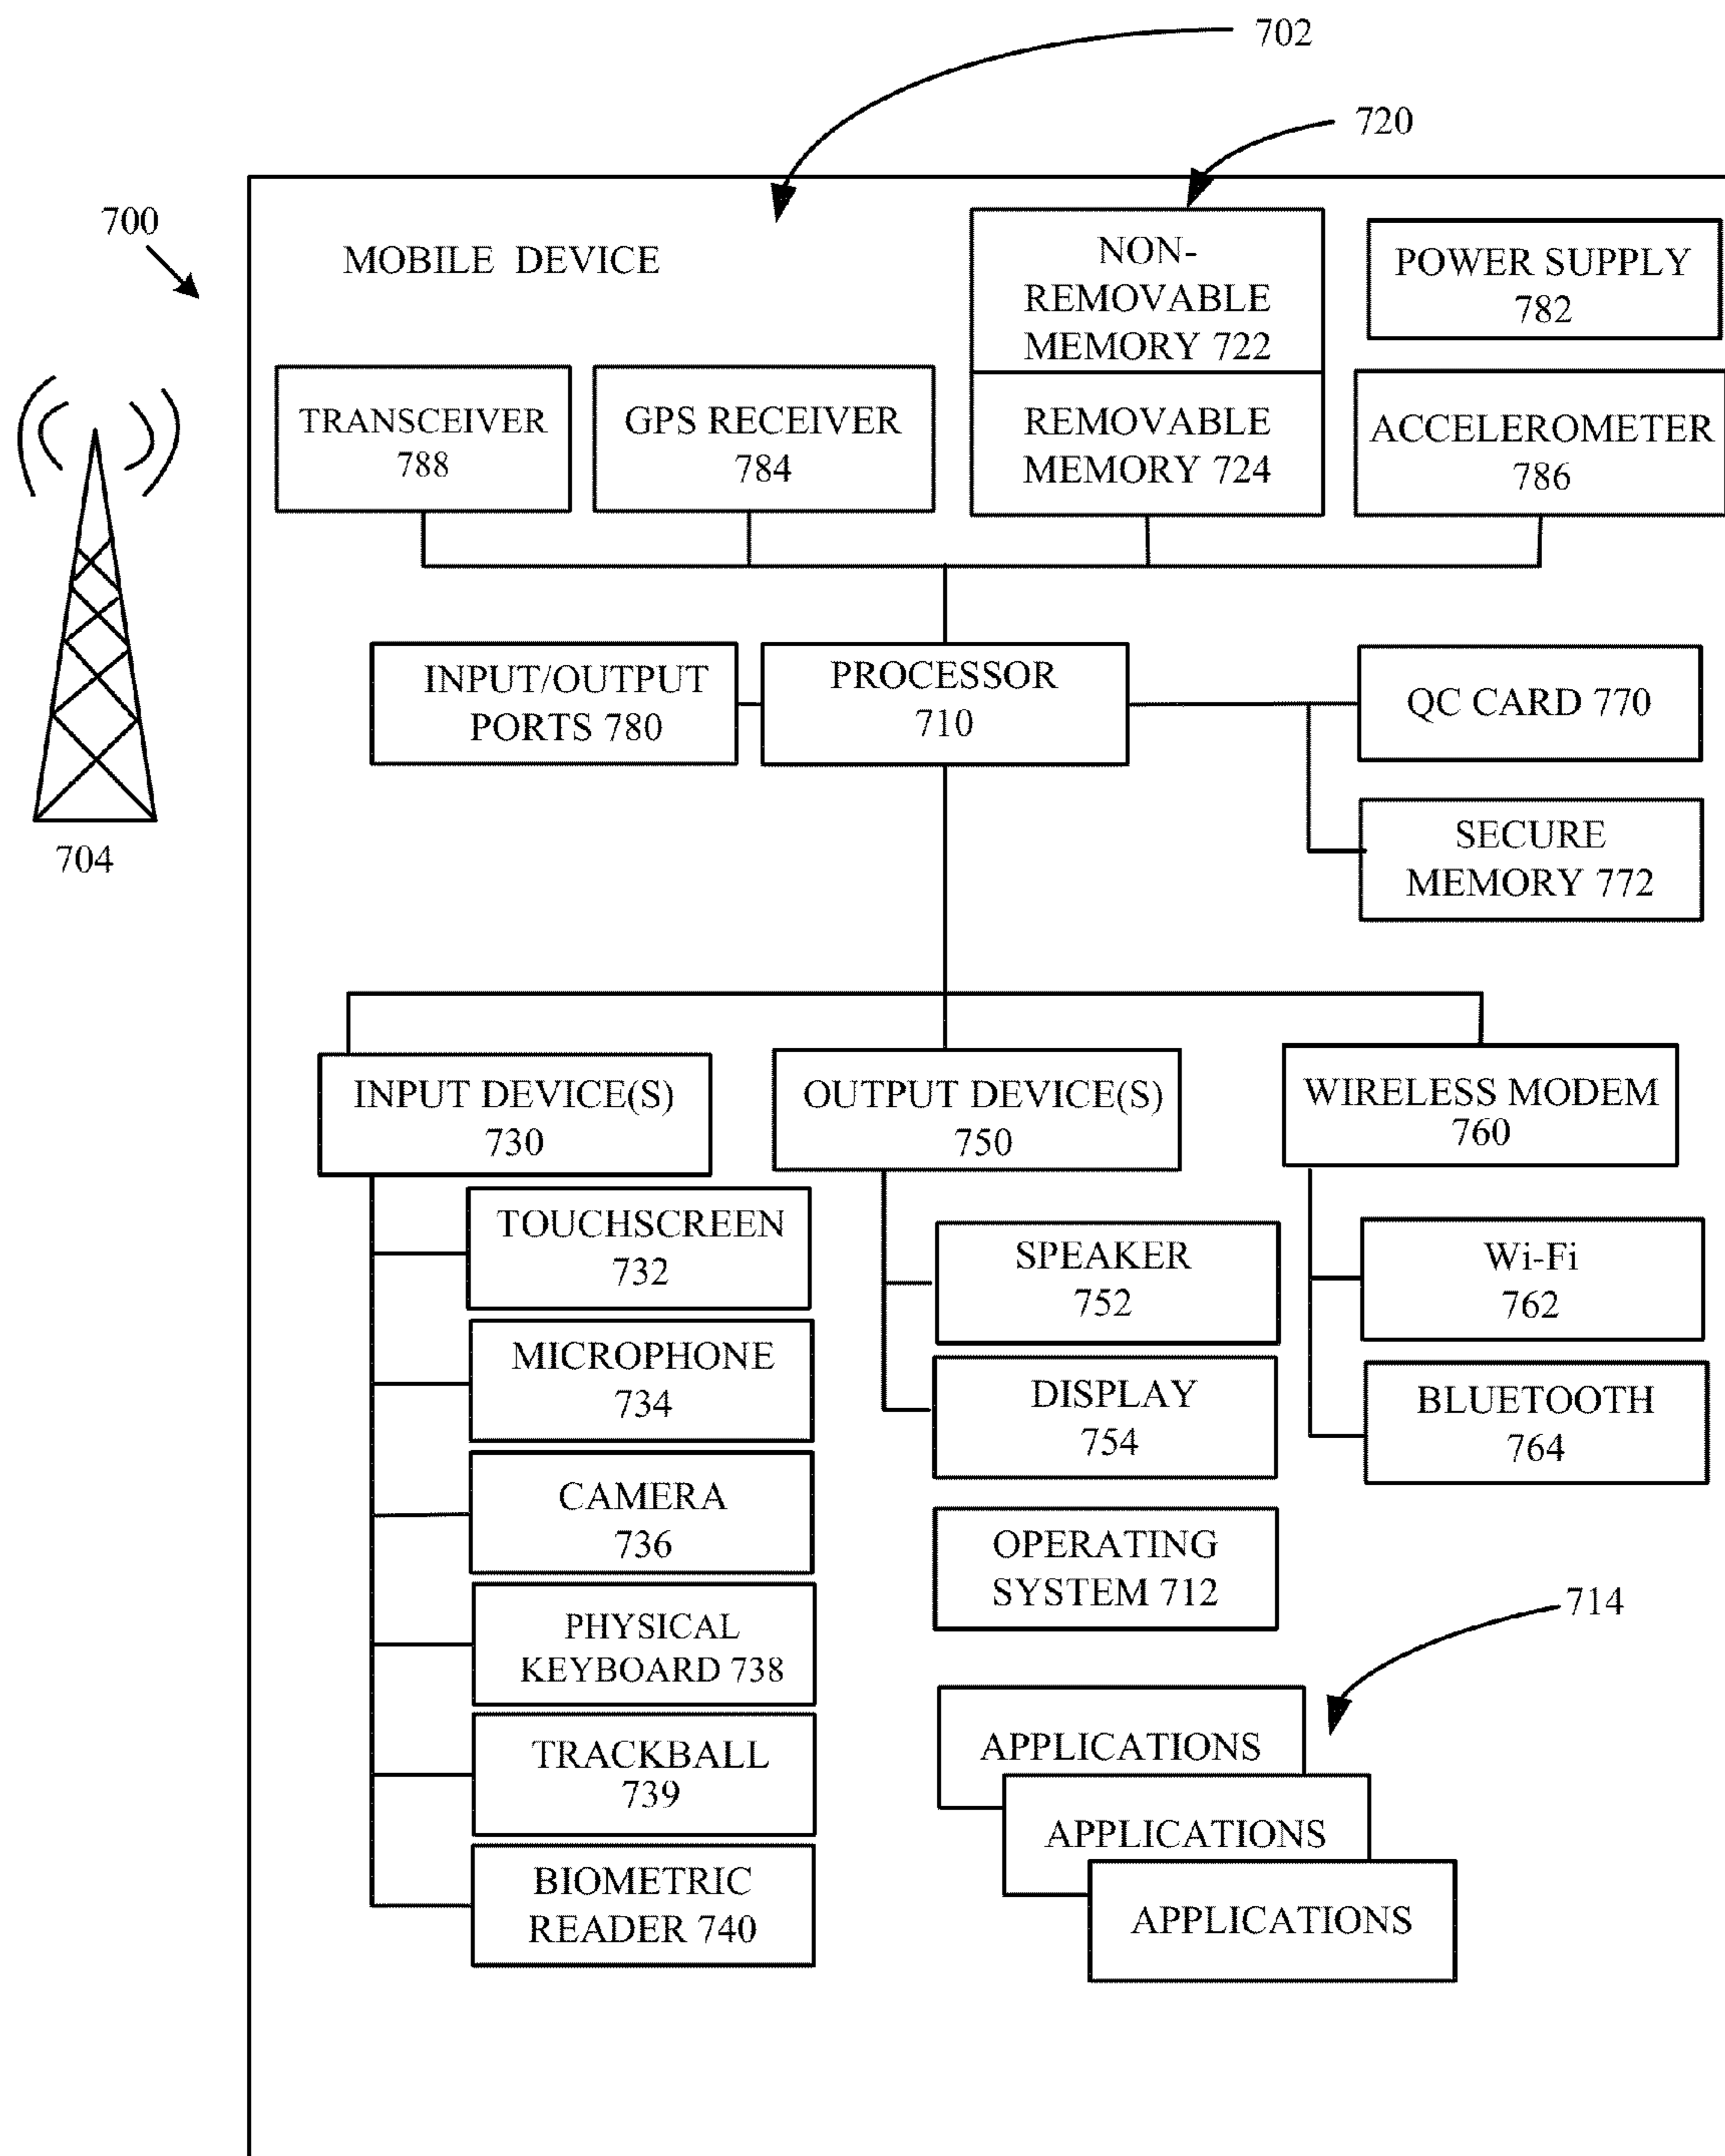 702
720
700
MOBILE DEVICE
NON-
REMOVABLE
MEMORY 722
POWER SUPPLY
782
TRANSCEIVER
788
GPS RECEIVER
784
REMOVABLE
MEMORY 724
ACCELEROMETER
786
704
INPUT/OUTPUT
PORTS 780
PROCESSOR
710
QC CARD 770
SECURE
MEMORY 772
INPUT DEVICE(S)
730
OUTPUT DEVICE(S)
750
WIRELESS MODEM
760
TOUCHSCREEN
732
MICROPHONE
734
CAMERA
736
PHYSICAL
KEYBOARD 738
TRACKBALL
739
BIOMETRIC
READER 740
SPEAKER
752
DISPLAY
754
OPERATING
SYSTEM 712
Wi-Fi
762
BLUETOOTH
764
714
APPLICATIONS
APPLICATIONS
APPLICATIONS